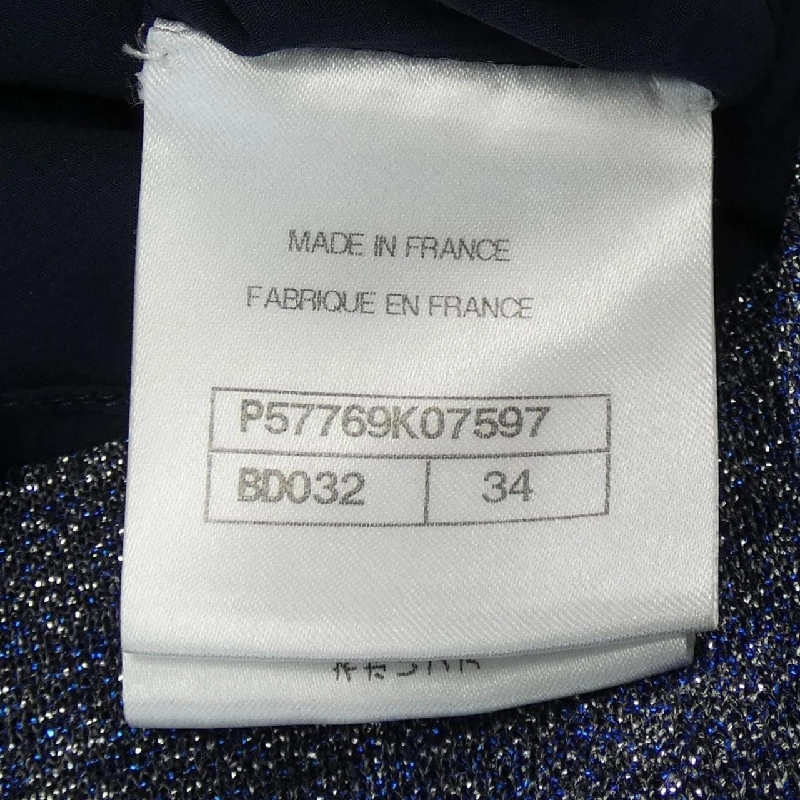 MADE IN FRANCE
FABRIQUE EN FRANCE
P57769K07597
BD032 34